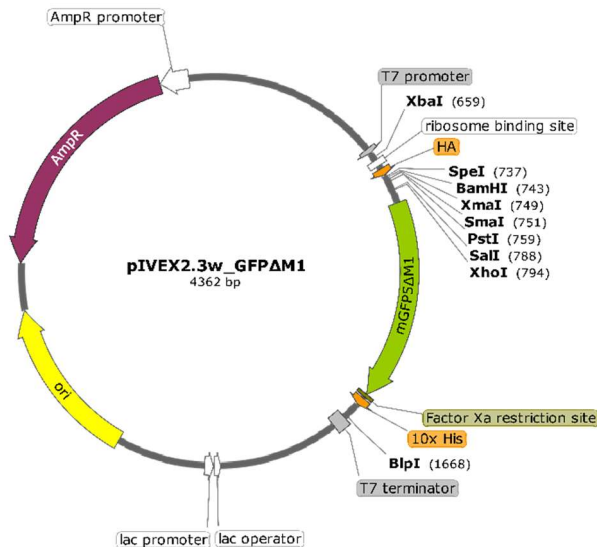 AmpR promoter
T7 promoter
XbaI (659)
ribosome binding site
HA
SpeI (737)
BamHI (743)
XmaI (749)
SmaI (751)
PstI (759)
SalI (788)
XhoI (794)
AmpR
pIVEX2.3w_GFPΔM1
4362 bp
mGFP5ΔM1
ori
Factor Xa restriction site
10x His
BlpI (1668)
T7 terminator
lac promoter
lac operator